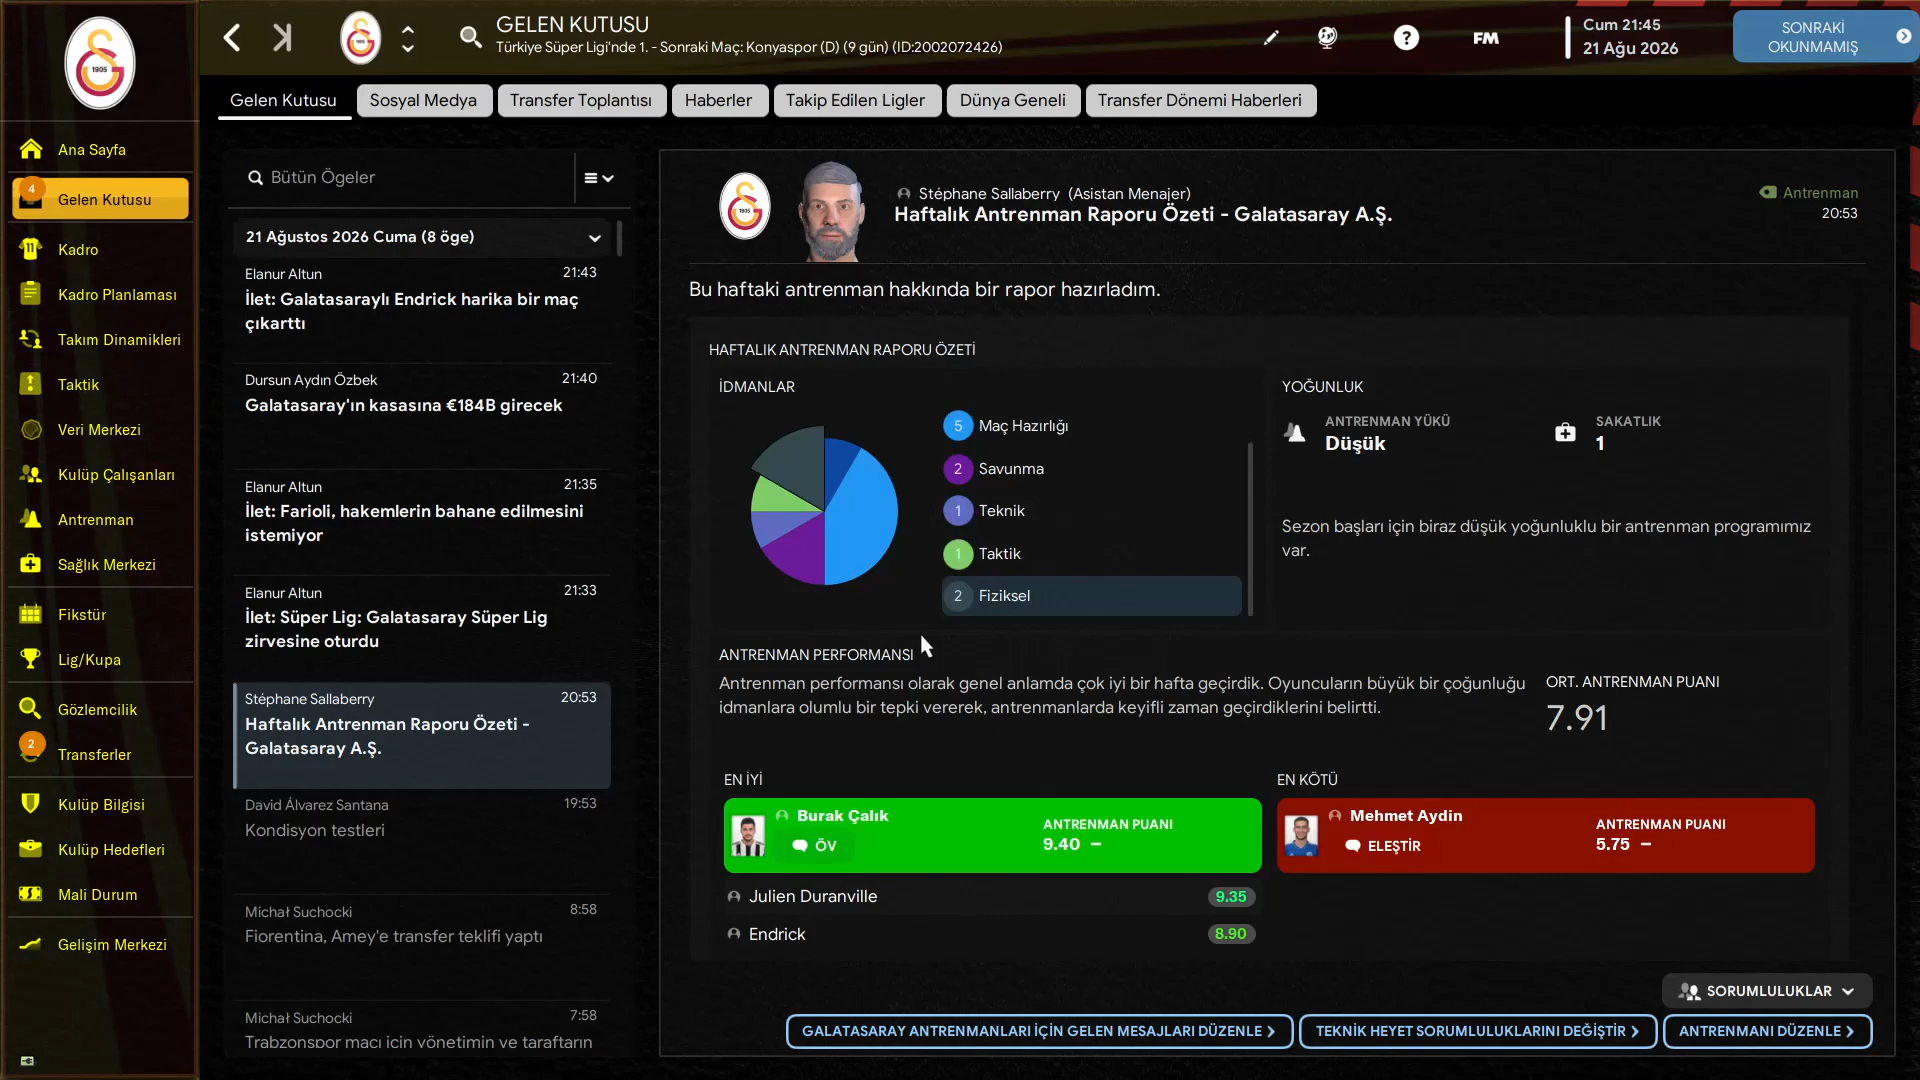 GELEN KUTUSU
Türkiye Süper Ligi'nde 1. - Sonraki Maç: Konyaspor (D) (9 gün) (ID:2002072426)
FM
Cum 21:45
21 Ağu 2026
SONRAKİ
OKUNMAMIŞ
1905
Gelen Kutusu
Sosyal Medya
Transfer Toplantısı
Haberler
Takip Edilen Ligler
Dünya Geneli
Transfer Dönemi Haberleri
Ana Sayfa
4
Gelen Kutusu
Kadro
Kadro Planlaması
Takım Dinamikleri
Taktik
Veri Merkezi
Kulüp Çalışanları
Antrenman
Sağlık Merkezi
Fikstür
Lig/Kupa
Gözlemcilik
2
Transferler
Kulüp Bilgisi
Kulüp Hedefleri
Mali Durum
Gelişim Merkezi
Bütün Ögeler
21 Ağustos 2026 Cuma (8 öge)
Elanur Altun 21:43
İlet: Galatasaraylı Endrick harika bir maç
çıkarttı
Dursun Aydın Özbek 21:40
Galatasaray'ın kasasına €184B girecek
Elanur Altun 21:35
İlet: Farioli, hakemlerin bahane edilmesini
istemiyor
Elanur Altun 21:33
İlet: Süper Lig: Galatasaray Süper Lig
zirvesine oturdu
Stéphane Sallaberry 20:53
Haftalık Antrenman Raporu Özeti -
Galatasaray A.Ş.
David Álvarez Santana 19:53
Kondisyon testleri
Michał Suchocki 8:58
Fiorentina, Amey'e transfer teklifi yaptı
Michał Suchocki 7:58
Trabzonspor maçı için yönetimin ve taraftarın
Stéphane Sallaberry (Asistan Menajer)
Haftalık Antrenman Raporu Özeti - Galatasaray A.Ş.
Antrenman
20:53
Bu haftaki antrenman hakkında bir rapor hazırladım.
HAFTALIK ANTRENMAN RAPORU ÖZETİ
İDMANLAR
5 Maç Hazırlığı
2 Savunma
1 Teknik
1 Taktik
2 Fiziksel
YOĞUNLUK
ANTRENMAN YÜKÜ
Düşük
SAKATLIK
1
Sezon başları için biraz düşük yoğunluklu bir antrenman programımız
var.
ANTRENMAN PERFORMANSI
Antrenman performansı olarak genel anlamda çok iyi bir hafta geçirdik. Oyuncuların büyük bir çoğunluğu
idmanlara olumlu bir tepki vererek, antrenmanlarda keyifli zaman geçirdiklerini belirtti.
ORT. ANTRENMAN PUANI
7.91
EN İYİ
Burak Çalık
ÖV
ANTRENMAN PUANI
9.40 –
Julien Duranville 9.35
Endrick 8.90
EN KÖTÜ
Mehmet Aydin
ELEŞTİR
ANTRENMAN PUANI
5.75 –
SORUMLULUKLAR
GALATASARAY ANTRENMANLARI İÇİN GELEN MESAJLARI DÜZENLE
TEKNİK HEYET SORUMLULUKLARINI DEĞİŞTİR
ANTRENMANI DÜZENLE